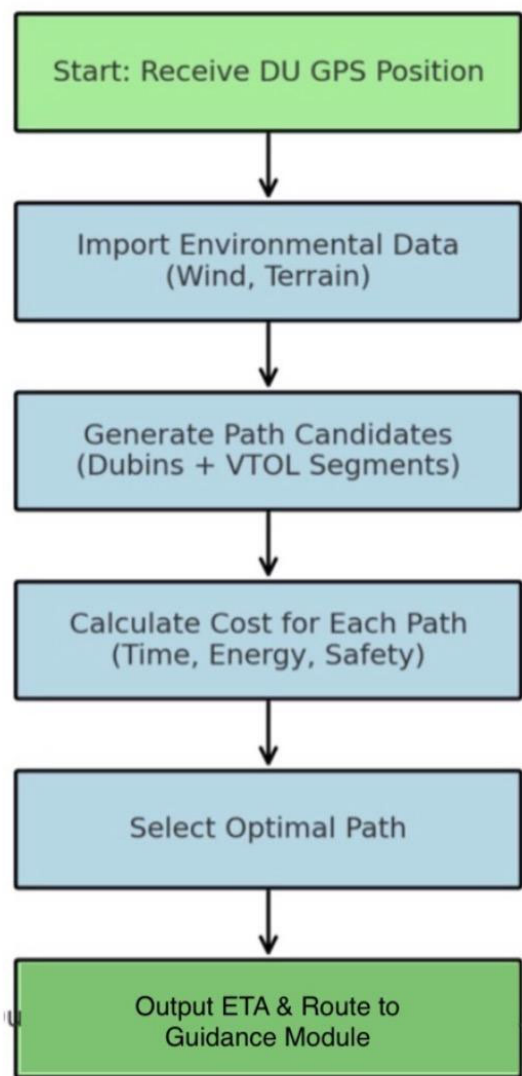 Start: Receive DU GPS Position
Import Environmental Data
(Wind, Terrain)
Generate Path Candidates
(Dubins + VTOL Segments)
Calculate Cost for Each Path
(Time, Energy, Safety)
Select Optimal Path
Output ETA & Route to
Guidance Module